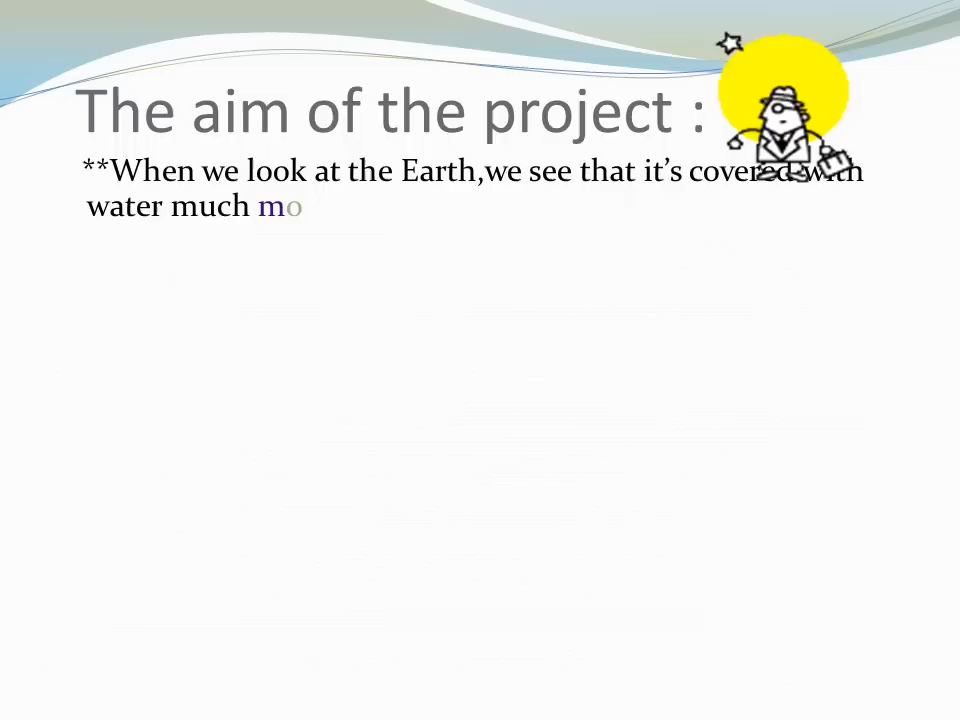 The aim of the project :
**When we look at the Earth,we see that it’s covered with
water much mo